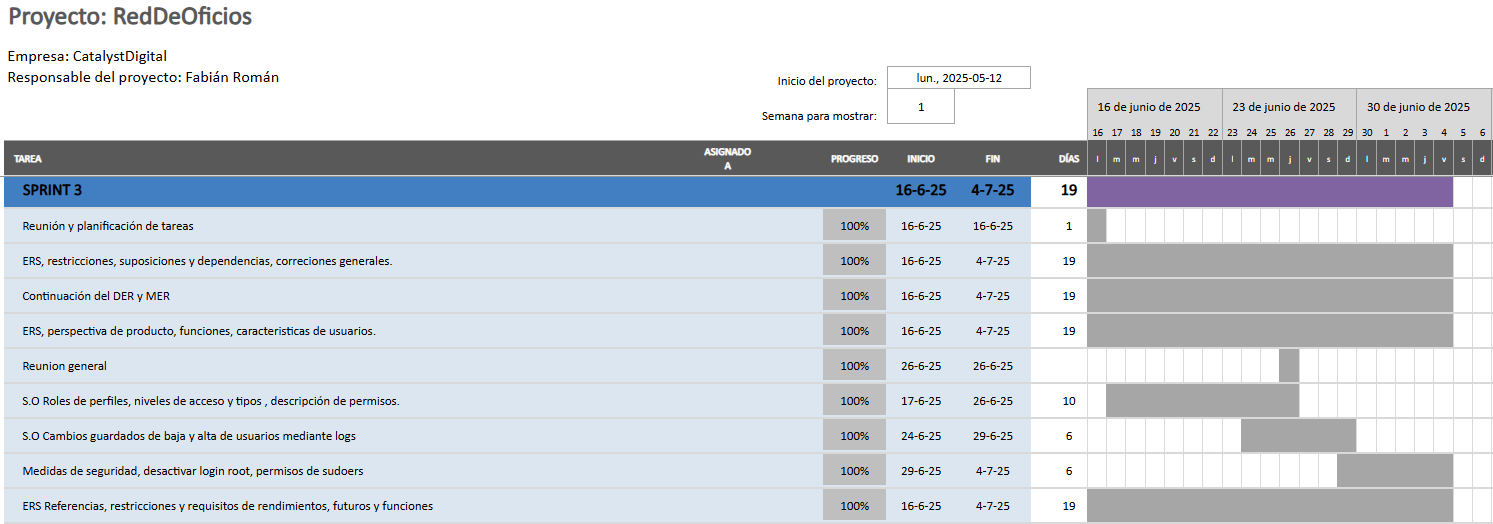 Proyecto: RedDeOficios
Empresa: CatalystDigital
Responsable del proyecto: Fabián Román
Inicio del proyecto: lun., 2025-05-12
Semana para mostrar: 1
16 de junio de 2025 23 de junio de 2025 30 de junio de 2025
16 17 18 19 20 21 22 23 24 25 26 27 28 29 30 1 2 3 4 5 6
TAREA ASIGNADO A PROGRESO INICIO FIN DÍAS l m m j v s d l m m j v s d l m m j v s d
SPRINT 3 16-6-25 4-7-25 19
Reunión y planificación de tareas 100% 16-6-25 16-6-25 1
ERS, restricciones, suposiciones y dependencias, correciones generales. 100% 16-6-25 4-7-25 19
Continuación del DER y MER 100% 16-6-25 4-7-25 19
ERS, perspectiva de producto, funciones, caracteristicas de usuarios. 100% 16-6-25 4-7-25 19
Reunion general 100% 26-6-25 26-6-25
S.O Roles de perfiles, niveles de acceso y tipos , descripción de permisos. 100% 17-6-25 26-6-25 10
S.O Cambios guardados de baja y alta de usuarios mediante logs 100% 24-6-25 29-6-25 6
Medidas de seguridad, desactivar login root, permisos de sudoers 100% 29-6-25 4-7-25 6
ERS Referencias, restricciones y requisitos de rendimientos, futuros y funciones 100% 16-6-25 4-7-25 19